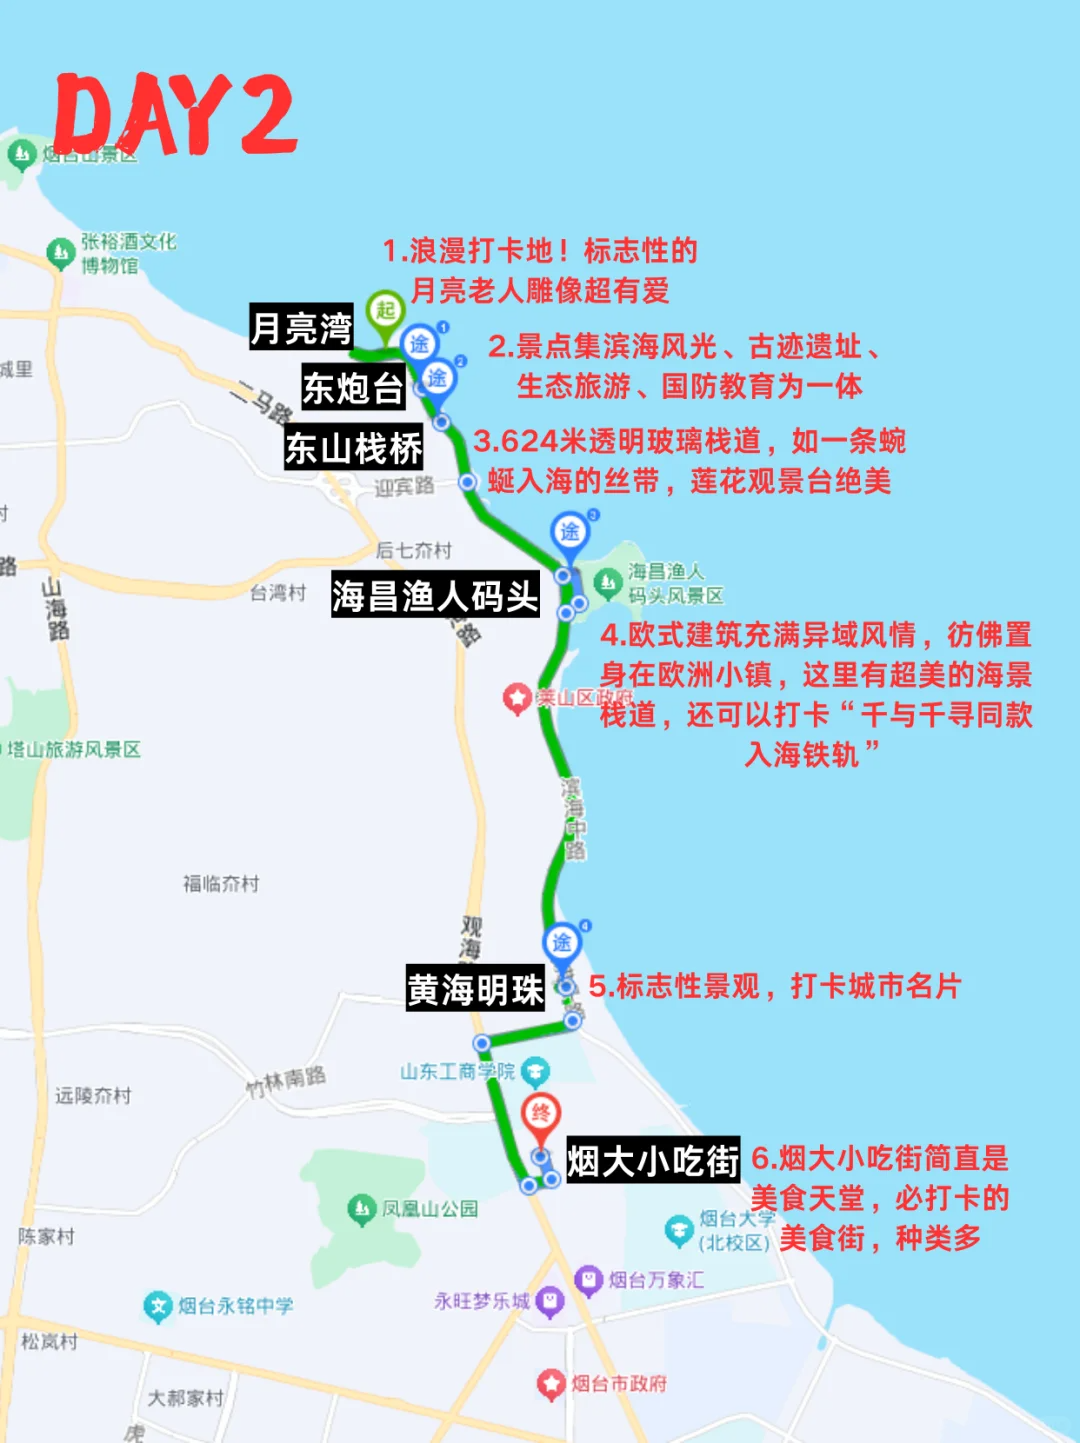 DAY2
烟台山景区
张裕酒文化
博物馆
1.浪漫打卡地！标志性的
月亮老人雕像超有爱
起
月亮湾
途
1
2.景点集滨海风光、古迹遗址、
生态旅游、国防教育为一体
途
2
城里
东炮台
二马路
东山栈桥
3.624米透明玻璃栈道，如一条蜿
蜒入海的丝带，莲花观景台绝美
迎宾路
村
途
3
后七夼村
路
台湾村
山海路
海昌渔人码头
海昌渔人
码头风景区
路
4.欧式建筑充满异域风情，彷佛置
身在欧洲小镇，这里有超美的海景
栈道，还可以打卡“千与千寻同款
入海铁轨”
莱山区政府
塔山旅游风景区
滨海中路
福临夼村
观海
途
4
黄海明珠
5.标志性景观，打卡城市名片
路
山东工商学院
竹林南路
远陵夼村
终
烟大小吃街
6.烟大小吃街简直是
美食天堂，必打卡的
美食街，种类多
凤凰山公园
烟台大学
(北校区)
陈家村
烟台万象汇
永旺梦乐城
文
烟台永铭中学
松岚村
烟台市政府
大郝家村
虎